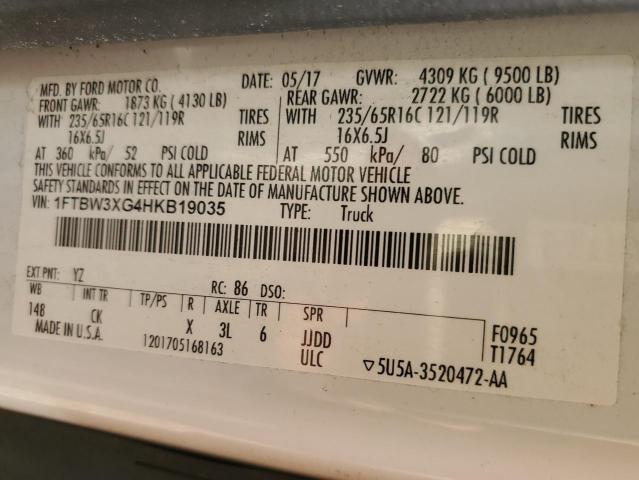 MFD. BY FORD MOTOR CO. DATE: 05/17 GVWR: 4309 KG ( 9500 LB)
FRONT GAWR: 1873 KG ( 4130 LB) REAR GAWR: 2722 KG ( 6000 LB)
WITH 235/65R16C 121/119R TIRES WITH 235/65R16C 121/119R TIRES
16X6.5J RIMS 16X6.5J RIMS
AT 360 kPa/ 52 PSI COLD AT 550 kPa/ 80 PSI COLD
THIS VEHICLE CONFORMS TO ALL APPLICABLE FEDERAL MOTOR VEHICLE
SAFETY STANDARDS IN EFFECT ON THE DATE OF MANUFACTURE SHOWN ABOVE.
VIN: 1FTBW3XG4HKB19035 TYPE: Truck
EXT PNT: YZ RC: 86 DSO:
WB INT TR TP/PS R AXLE TR SPR
148 CK X 3L 6 JJDD F0965
MADE IN U.S.A. 1201705168163 ULC ▽5U5A-3520472-AA T1764